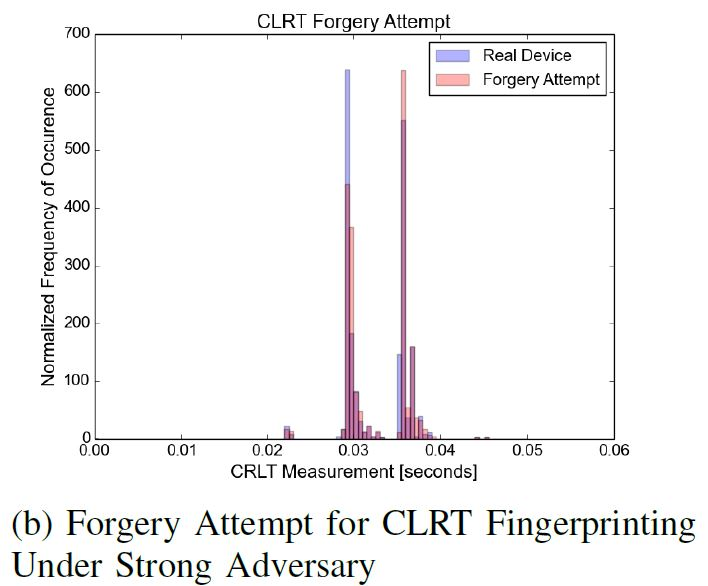 CLRT Forgery Attempt
700
600
500
400
300
200
100
0
Normalized Frequency of Occurence
Real Device
Forgery Attempt
0.00 0.01 0.02 0.03 0.04 0.05 0.06
CRLT Measurement [seconds]
(b) Forgery Attempt for CLRT Fingerprinting
Under Strong Adversary